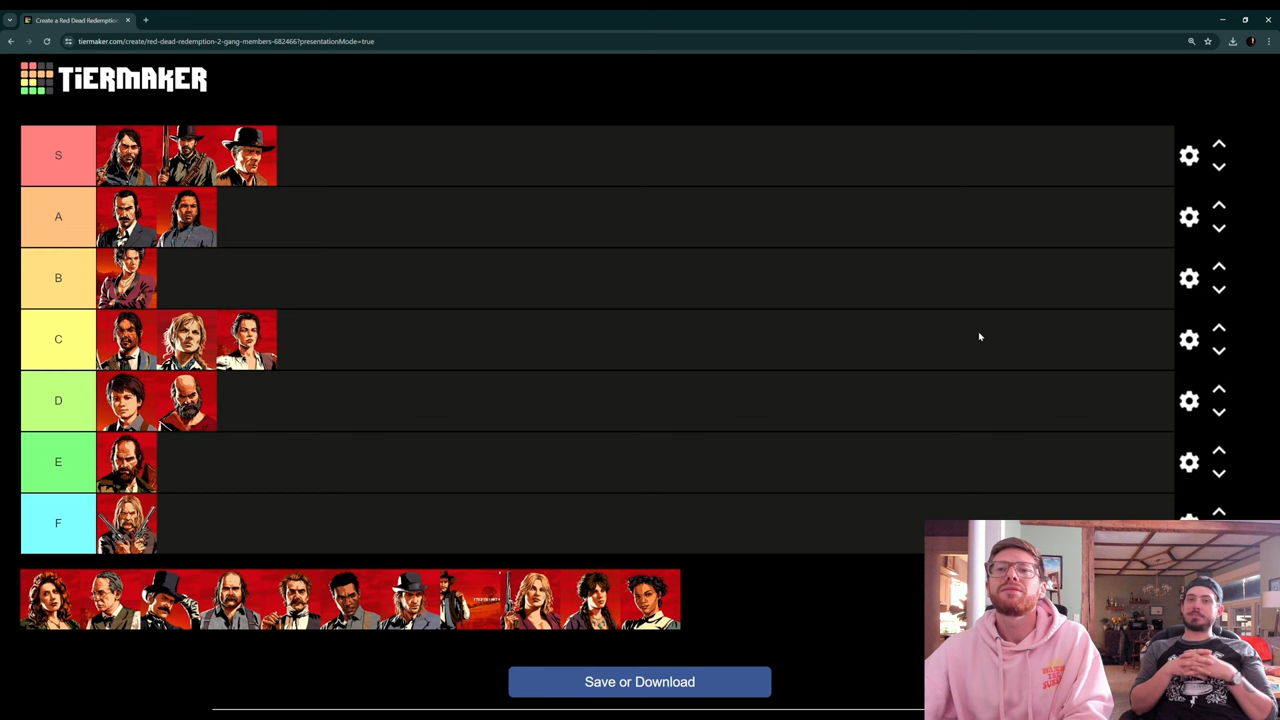 Create a Red Dead Redemptio
tiermaker.com/create/red-dead-redemption-2-gang-members-682466?presentationMode=true
TiERMAKER
S
A
B
C
D
E
F
Save or Download